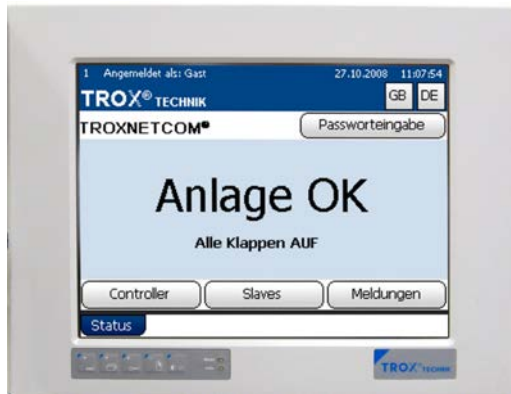 1 Angemeldet als: Gast 27.10.2008 11:07:54
TROX® TECHNIK GB DE
TROXNETCOM® Passworteingabe
Anlage OK
Alle Klappen AUF
Controller Slaves Meldungen
Status
TROX® TECHNIK